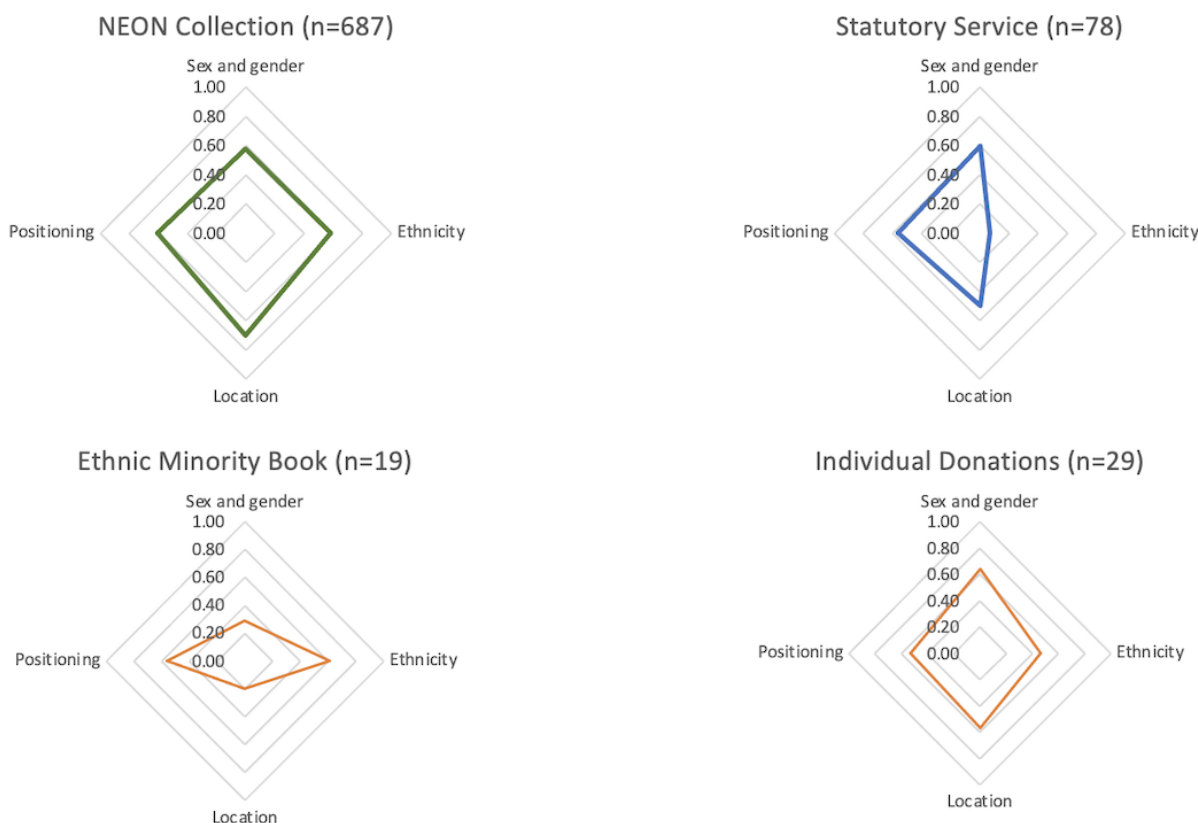 NEON Collection (n=687)
Sex and gender
1.00
0.80
0.60
0.40
0.20
0.00
Positioning
Ethnicity
Location
Statutory Service (n=78)
Sex and gender
1.00
0.80
0.60
0.40
0.20
0.00
Positioning
Ethnicity
Location
Ethnic Minority Book (n=19)
Sex and gender
1.00
0.80
0.60
0.40
0.20
0.00
Positioning
Ethnicity
Location
Individual Donations (n=29)
Sex and gender
1.00
0.80
0.60
0.40
0.20
0.00
Positioning
Ethnicity
Location